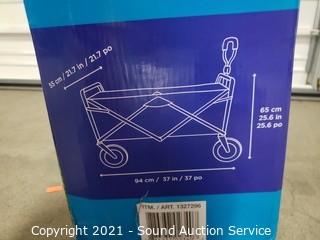 55 cm / 21.7 in / 21.7 po
65 cm
25.6 in
25.6 po
94 cm / 37 in / 37 po
ITM. / ART. 1327296
Copyright 2021 - Sound Auction Service